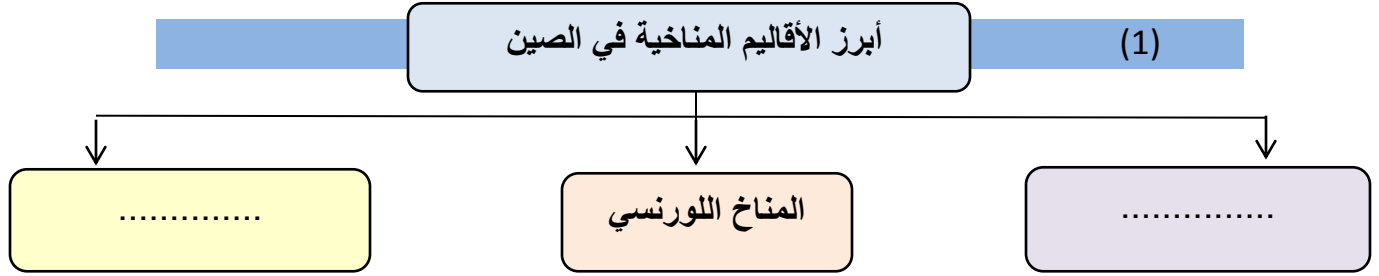 (1)
أبرز الأقاليم المناخية في الصين
...............
المناخ اللورنسي
..............